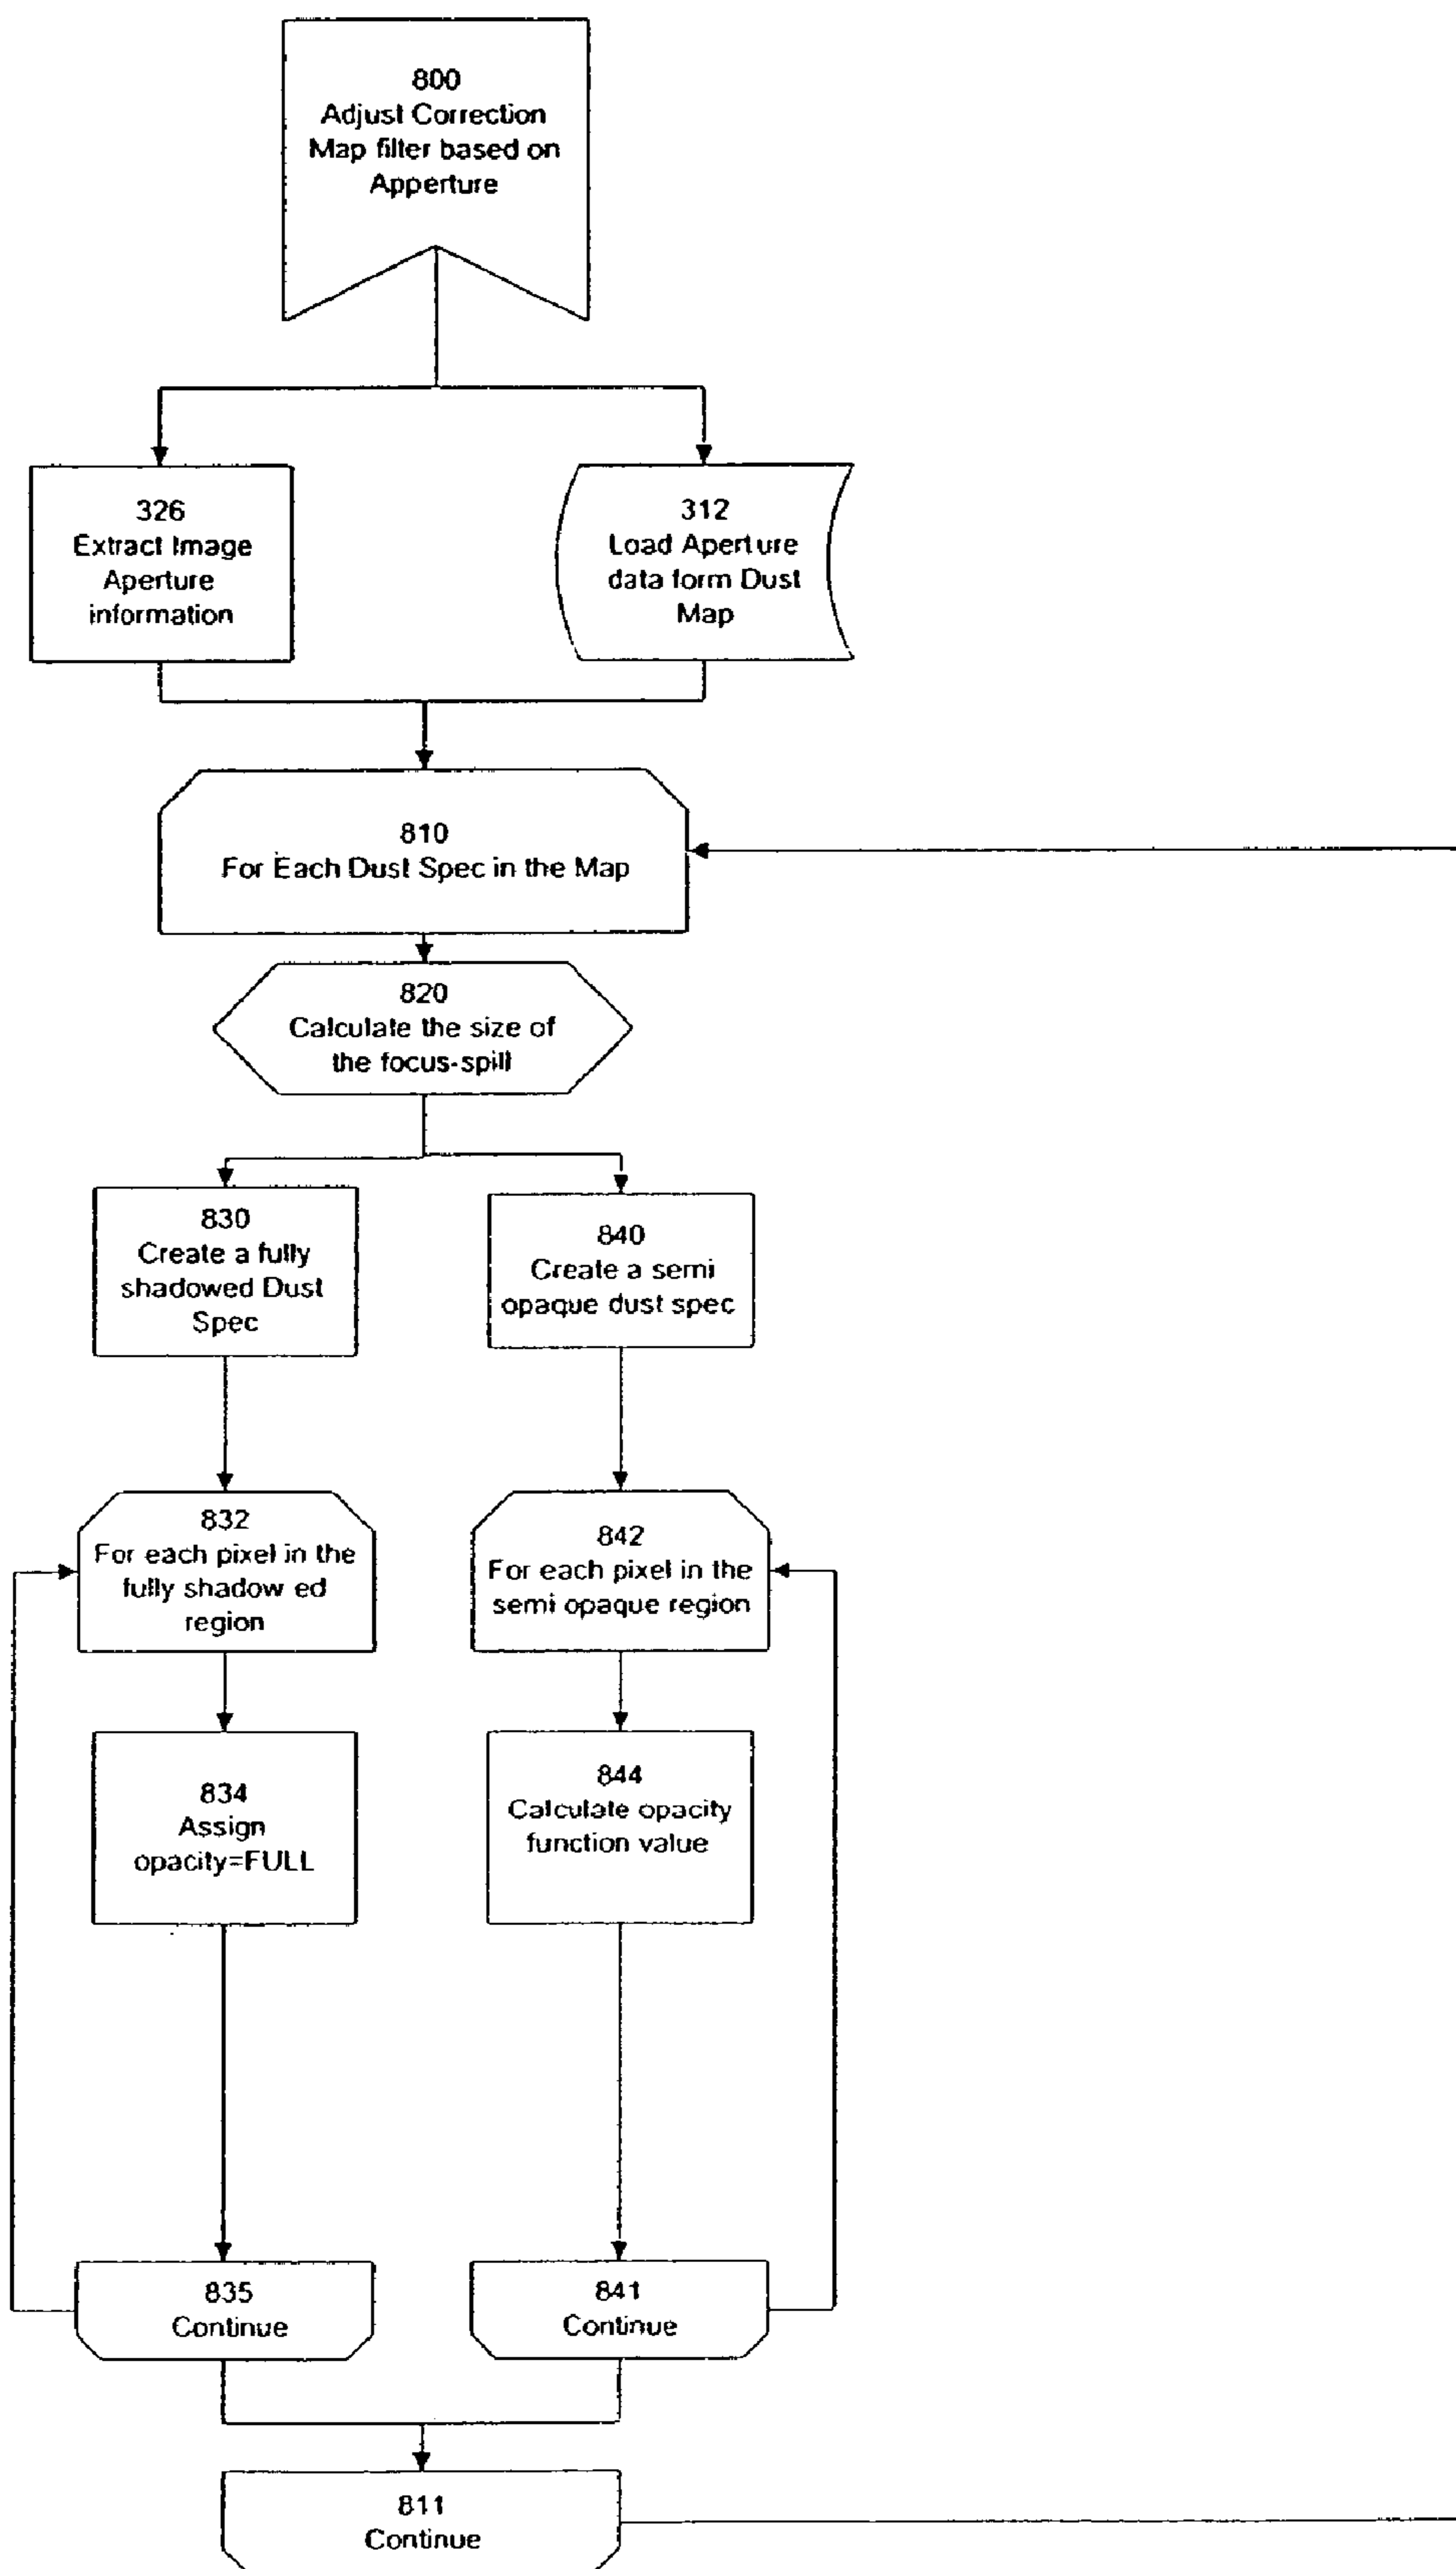 800
Adjust Correction
Map filter based on
Apperture
326
Extract Image
Aperture
information
312
Load Aperture
data form Dust
Map
810
For Each Dust Spec in the Map
820
Calculate the size of
the focus-spill
830
Create a fully
shadowed Dust
Spec
840
Create a semi
opaque dust spec
832
For each pixel in the
fully shadow ed
region
842
For each pixel in the
semi opaque region
834
Assign
opacity=FULL
844
Calculate opacity
function value
835
Continue
841
Continue
811
Continue